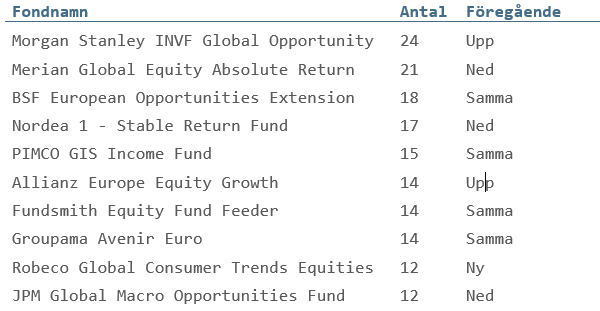 Fondnamn Antal Föregående
Morgan Stanley INVF Global Opportunity 24 Upp
Merian Global Equity Absolute Return 21 Ned
BSF European Opportunities Extension 18 Samma
Nordea 1 - Stable Return Fund 17 Ned
PIMCO GIS Income Fund 15 Samma
Allianz Europe Equity Growth 14 Upp
Fundsmith Equity Fund Feeder 14 Samma
Groupama Avenir Euro 14 Samma
Robeco Global Consumer Trends Equities 12 Ny
JPM Global Macro Opportunities Fund 12 Ned